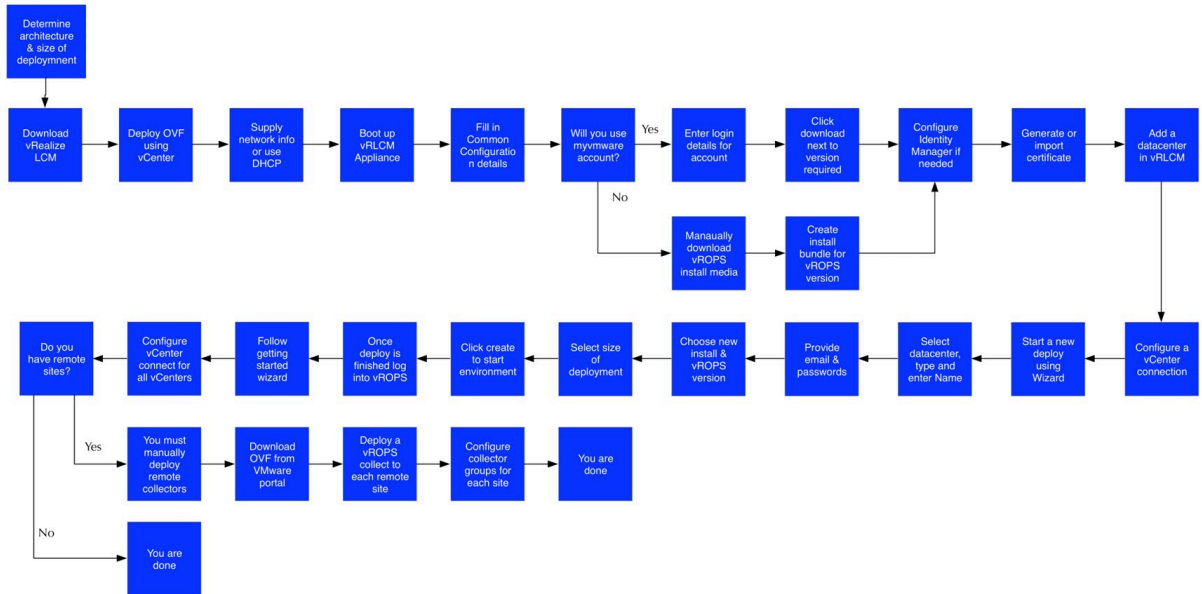 Determine
architecture
& size of
deploymnent
Download
vRealize
LCM
Deploy OVF
using
vCenter
Supply
network info
or use
DHCP
Boot up
vRLCM
Appliance
Fill in
Common
Configuratio
n details
Will you use
myvmware
account?
Yes
Enter login
details for
account
Click
download
next to
version
required
Configure
Identity
Manager if
needed
Generate or
import
certificate
Add a
datacenter
in vRLCM
No
Manaually
download
vROPS
install media
Create
install
bundle for
vROPS
version
Configure a
vCenter
connection
Start a new
deploy
using
Wizard
Select
datacenter,
type and
enter Name
Provide
email &
passwords
Choose new
install &
vROPS
version
Select size
of
deployment
Click create
to start
environment
Once
deploy is
finished log
into vROPS
Follow
getting
started
wizard
Configure
vCenter
connect for
all vCenters
Do you
have remote
sites?
Yes
You must
manually
deploy
remote
collectors
Download
OVF from
VMware
portal
Deploy a
vROPS
collect to
each remote
site
Configure
collector
groups for
each site
You are
done
No
You are
done